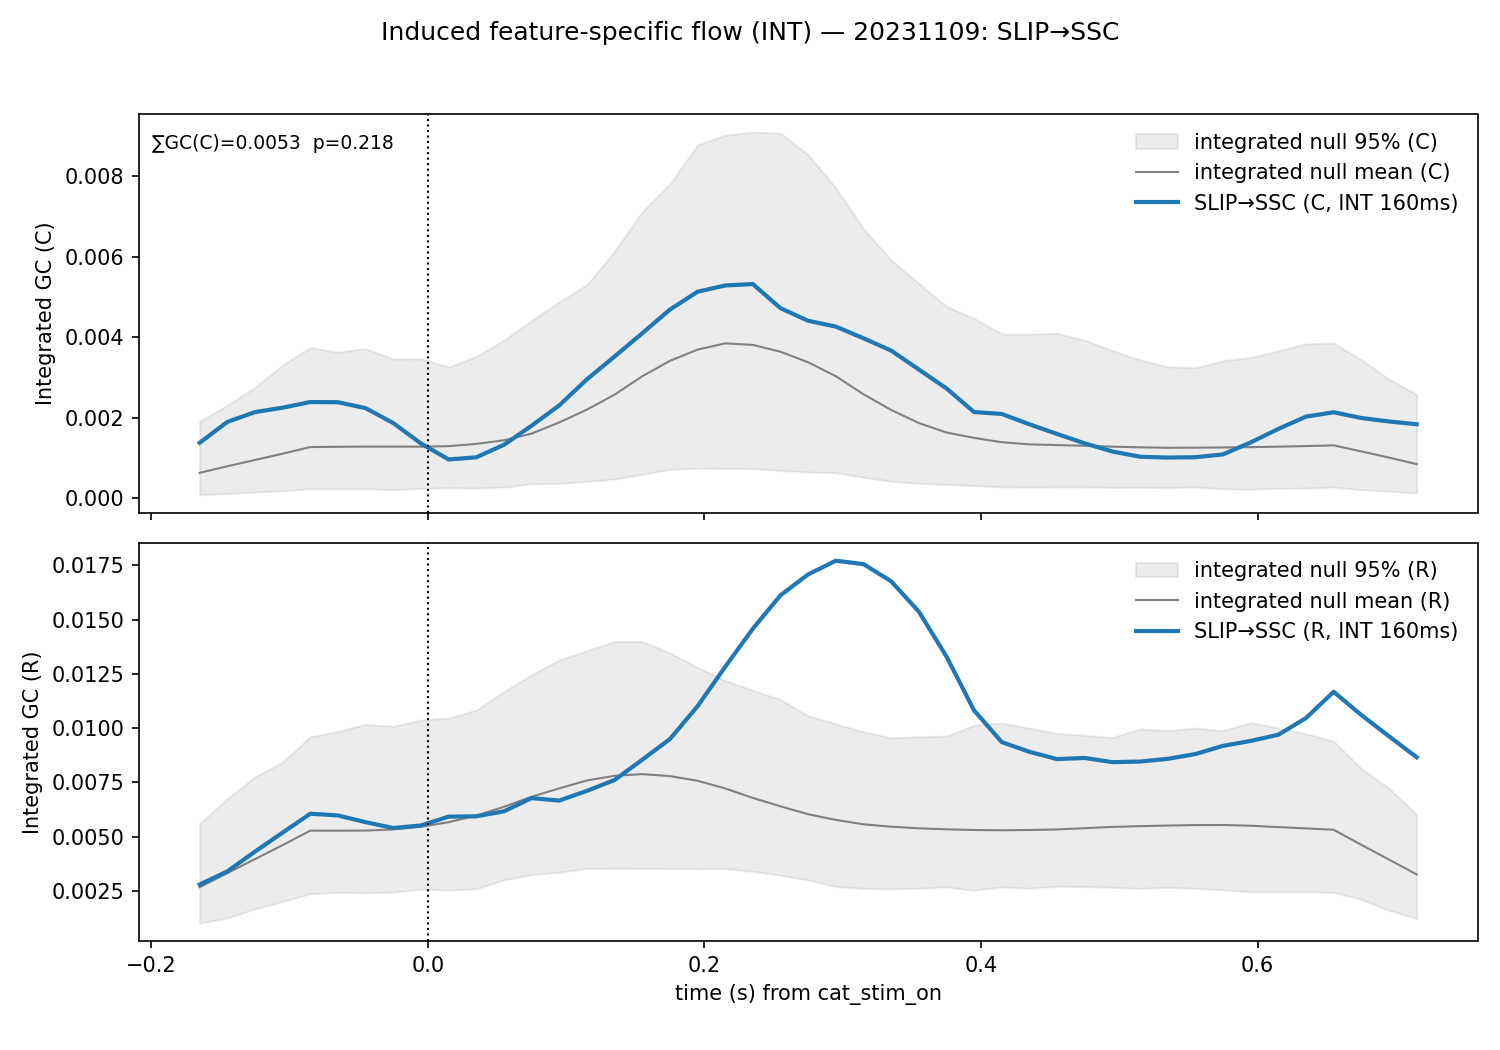 Induced feature-specific flow (INT) — 20231109: SLIP→SSC
∑GC(C)=0.0053  p=0.218
integrated null 95% (C)
integrated null mean (C)
SLIP→SSC (C, INT 160ms)
Integrated GC (C)
0.008
0.006
0.004
0.002
0.000
integrated null 95% (R)
integrated null mean (R)
SLIP→SSC (R, INT 160ms)
Integrated GC (R)
0.0175
0.0150
0.0125
0.0100
0.0075
0.0050
0.0025
−0.2 0.0 0.2 0.4 0.6
time (s) from cat_stim_on